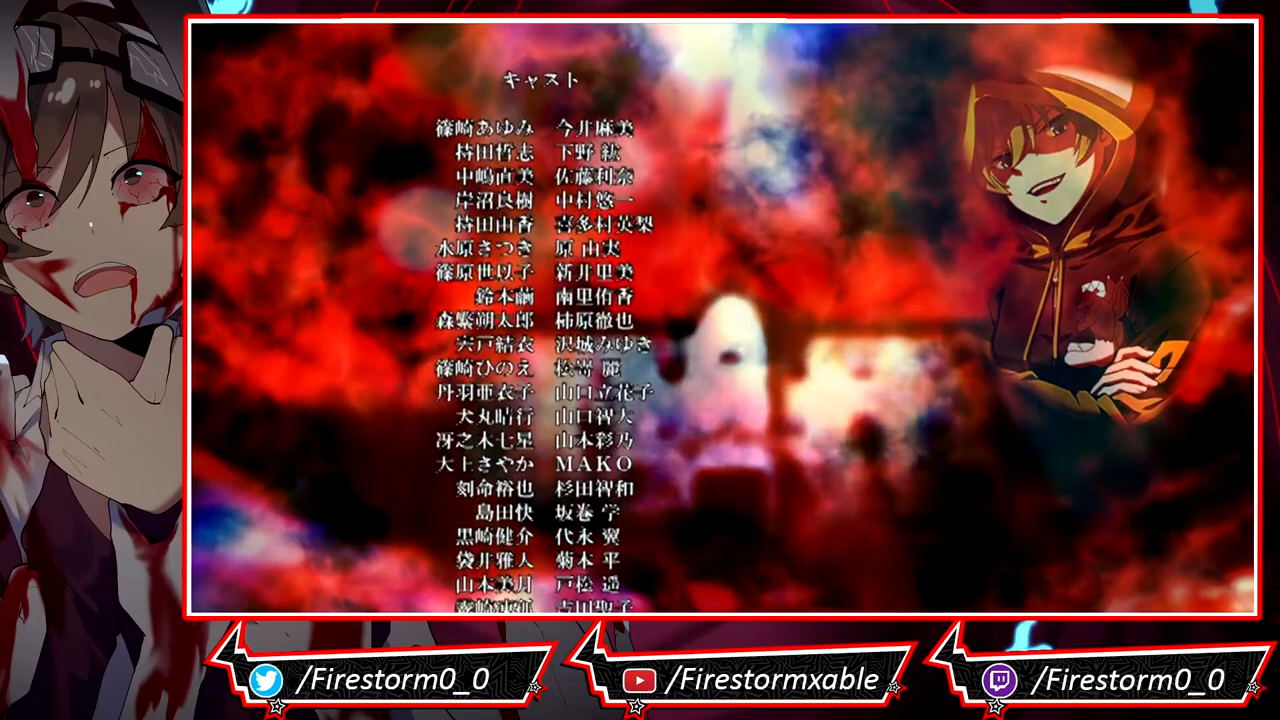 キャスト
篠崎あゆみ 今井麻美
持田哲志 下野 紘
中嶋直美 佐藤利奈
岸沼良樹 中村悠一
持田由香 喜多村英梨
水原さつき 原 由実
篠原世以子 新井里美
鈴本繭 南里侑香
森繁朔太郎 柿原徹也
宍戸結衣 沢城みゆき
篠崎ひのえ 松嵜 麗
丹羽亜衣子 山口立花子
犬丸晴行 山口智大
冴之木七星 山本彩乃
大上さやか MAKO
刻命裕也 杉田智和
島田快 坂巻 学
黒崎健介 代永 翼
袋井雅人 菊本 平
山本美月 戸松 遥
吉田聖子
/Firestorm0_0
/Firestormxable
/Firestorm0_0